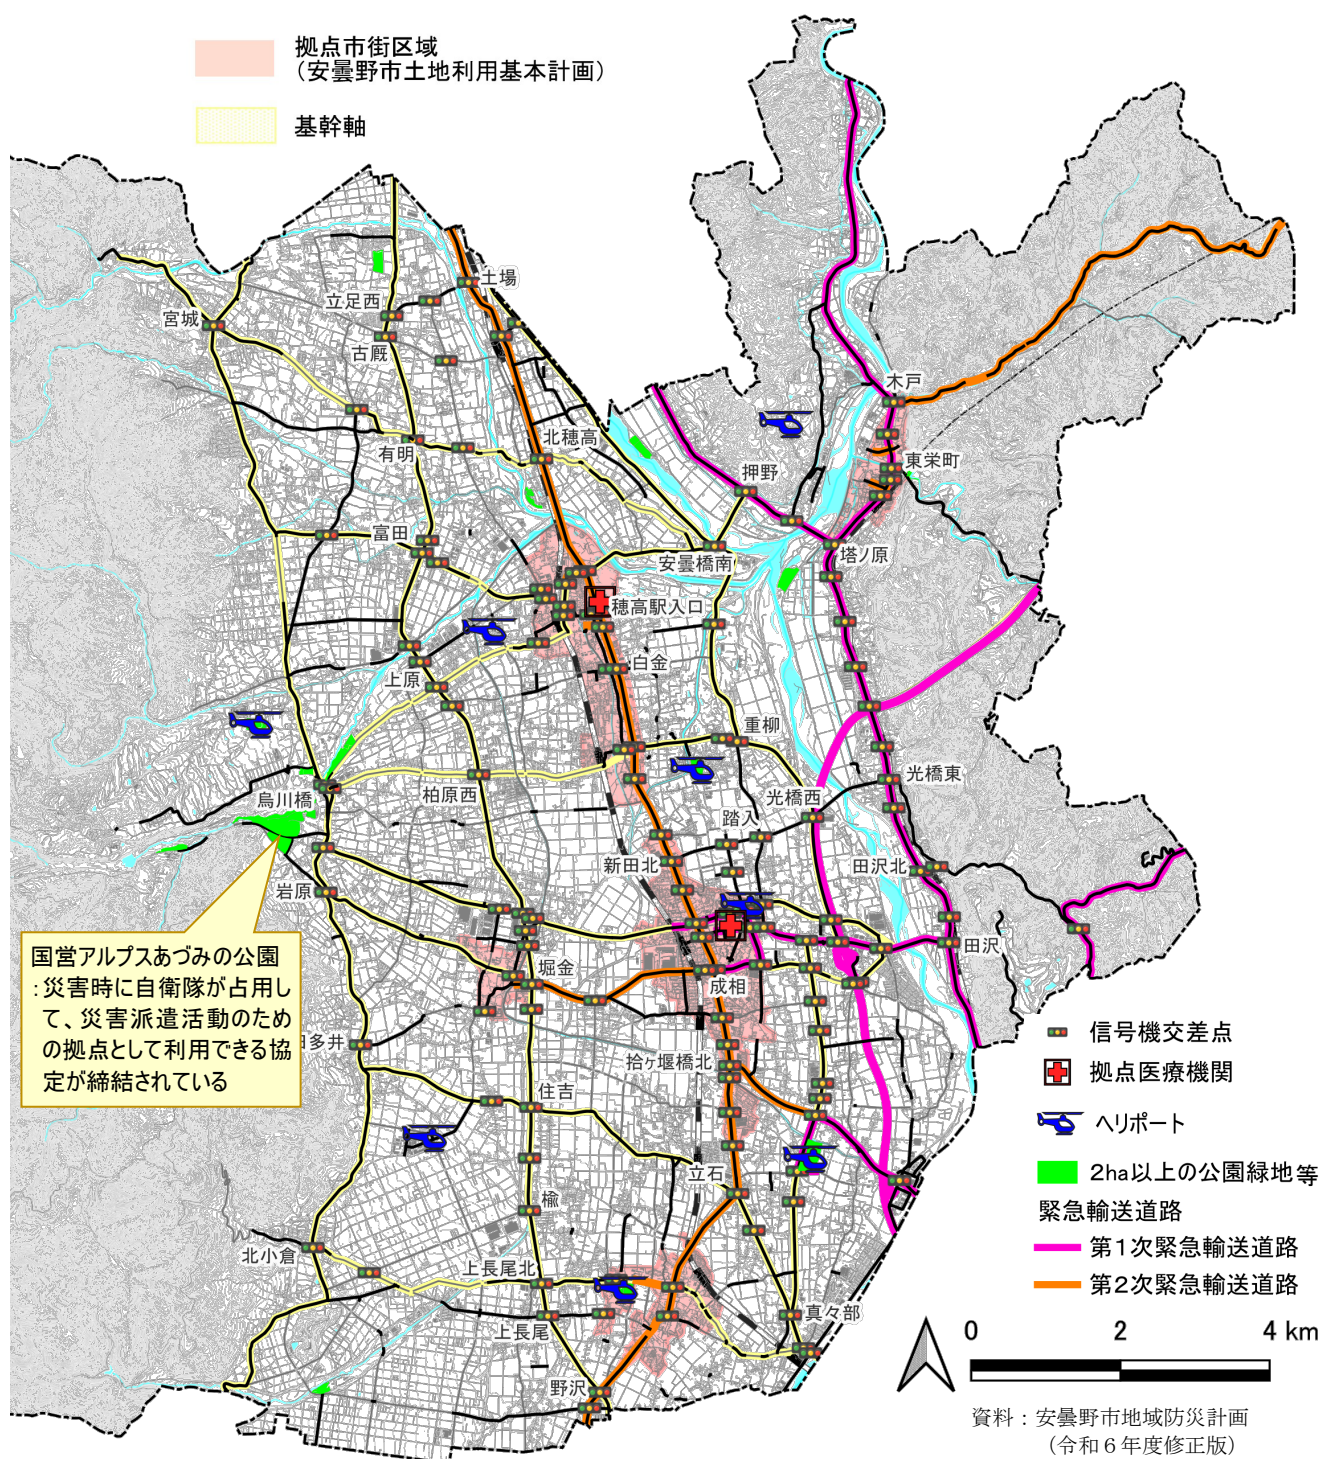 拠点市街区域
（安曇野市土地利用基本計画）
基幹軸
土場
立足西
宮城
古厩
木戸
北穂高
有明
押野
東栄町
富田
安曇橋南
塔ノ原
穂高駅入口
上原
白金
重柳
烏川橋
柏原西
光橋西
光橋東
踏入
新田北
田沢北
岩原
国営アルプスあづみの公園
：災害時に自衛隊が占用し
て、災害派遣活動のため
の拠点として利用できる協
定が締結されている
田沢
堀金
成相
田多井
拾ヶ堰橋北
住吉
立石
楡
北小倉
上長尾北
上長尾
真々部
野沢
信号機交差点
拠点医療機関
ヘリポート
2ha以上の公園緑地等
緊急輸送道路
第1次緊急輸送道路
第2次緊急輸送道路
0 2 4 km
資料：安曇野市地域防災計画
（令和６年度修正版）